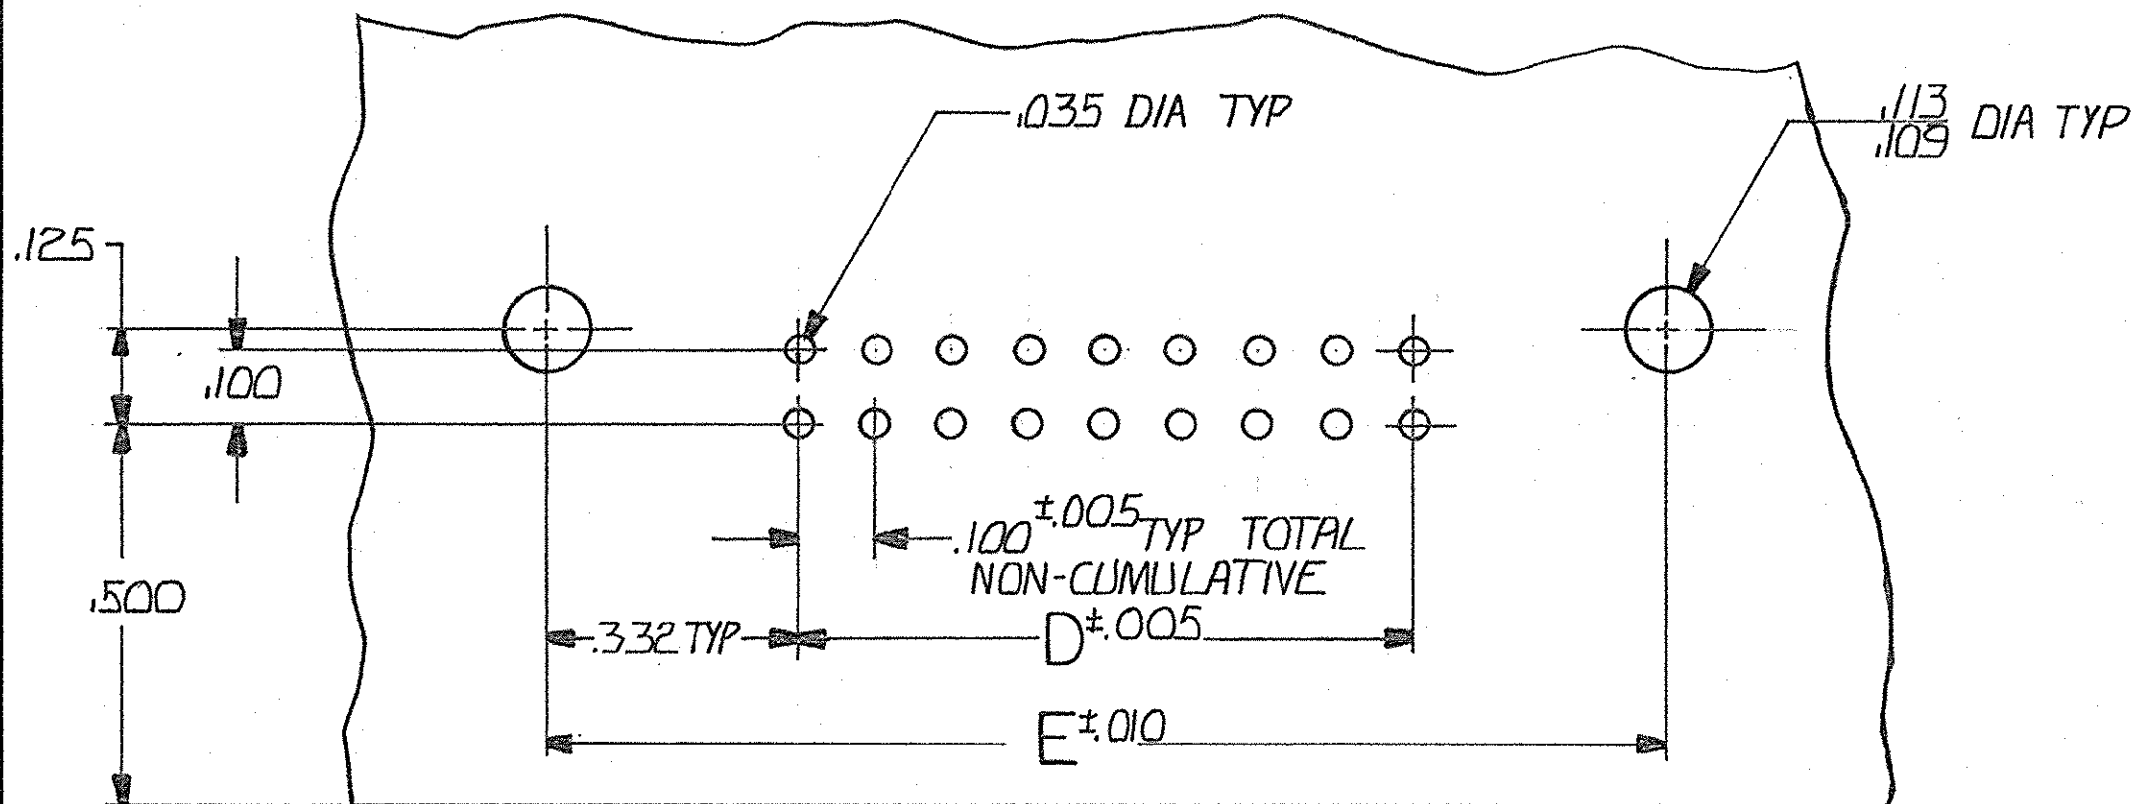 .035 DIA TYP
.113
.109 DIA TYP
.125
.100
.100±.005 TYP TOTAL
NON-CUMULATIVE
.500
.332 TYP
D±.005
E±.010